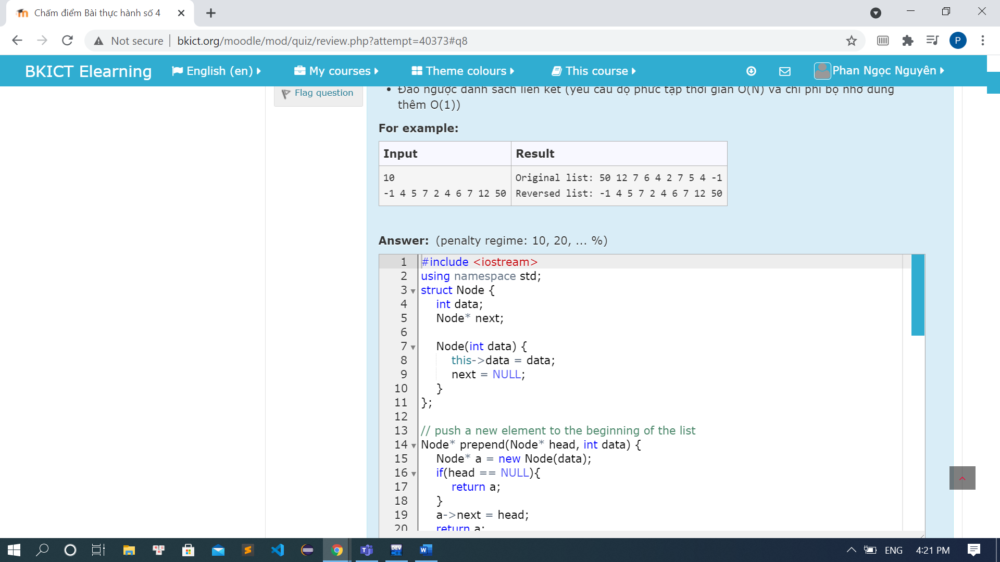 Chấm điểm Bài thực hành số 4
Not secure
bkict.org/moodle/mod/quiz/review.php?attempt=40373#q8
P
BKICT Elearning
English (en)
My courses
Theme colours
This course
Phan Ngọc Nguyên
Flag question
Đảo ngược danh sách liên kết (yêu cầu độ phức tạp thời gian O(N) và chi phí bộ nhớ dùng
thêm O(1))
For example:
Input Result
10
-1 4 5 7 2 4 6 7 12 50
Original list: 50 12 7 6 4 2 7 5 4 -1
Reversed list: -1 4 5 7 2 4 6 7 12 50
Answer: (penalty regime: 10, 20, ... %)
1 #include <iostream>
2 using namespace std;
3 struct Node {
4 int data;
5 Node* next;
6
7 Node(int data) {
8 this->data = data;
9 next = NULL;
10 }
11 };
12
13 // push a new element to the beginning of the list
14 Node* prepend(Node* head, int data) {
15 Node* a = new Node(data);
16 if(head == NULL){
17 return a;
18 }
19 a->next = head;
20 return a;
DEV
ENG
4:21 PM